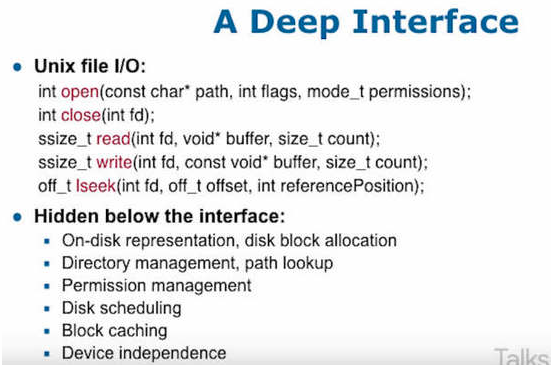 A Deep Interface
• Unix file I/O:
int open(const char* path, int flags, mode_t permissions);
int close(int fd);
ssize_t read(int fd, void* buffer, size_t count);
ssize_t write(int fd, const void* buffer, size_t count);
off_t lseek(int fd, off_t offset, int referencePosition);
• Hidden below the interface:
▪ On-disk representation, disk block allocation
▪ Directory management, path lookup
▪ Permission management
▪ Disk scheduling
▪ Block caching
▪ Device independence
Talks